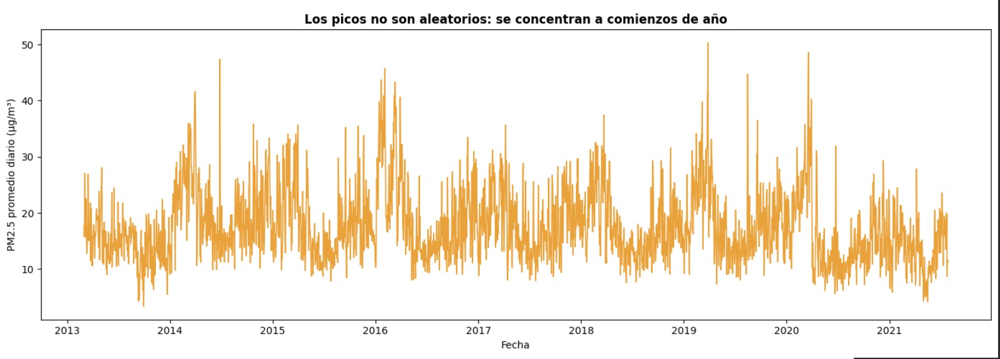 Los picos no son aleatorios: se concentran a comienzos de año
PM2.5 promedio diario (µg/m³)
50
40
30
20
10
2013 2014 2015 2016 2017 2018 2019 2020 2021
Fecha